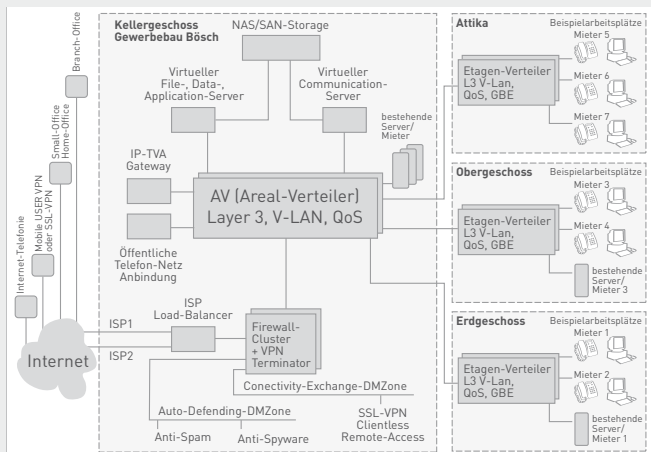 Branch-Office
Small-Office
Home-Office
Mobile USER VPN
oder SSL-VPN
Internet-Telefonie
Internet
ISP1
ISP2
Kellergeschoss
Gewerbebau Bösch
NAS/SAN-Storage
Virtueller
File-, Data-,
Application-Server
Virtueller
Communication-
Server
bestehende
Server/
Mieter
IP-TVA
Gateway
AV (Areal-Verteiler)
Layer 3, V-LAN, QoS
Öffentliche
Telefon-Netz
Anbindung
ISP
Load-Balancer
Firewall-
Cluster
+ VPN
Terminator
Conectivity-Exchange-DMZone
Auto-Defending-DMZone
SSL-VPN
Clientless
Remote-Access
Anti-Spam
Anti-Spyware
Attika
Beispielarbeitsplätze
Mieter 5
Etagen-Verteiler
L3 V-Lan,
QoS, GBE
Mieter 6
Mieter 7
Obergeschoss
Beispielarbeitsplätze
Mieter 3
Etagen-Verteiler
L3 V-Lan,
QoS, GBE
Mieter 4
bestehende
Server/
Mieter 3
Erdgeschoss
Beispielarbeitsplätze
Mieter 1
Etagen-Verteiler
L3 V-Lan,
QoS, GBE
Mieter 2
bestehende
Server/
Mieter 1